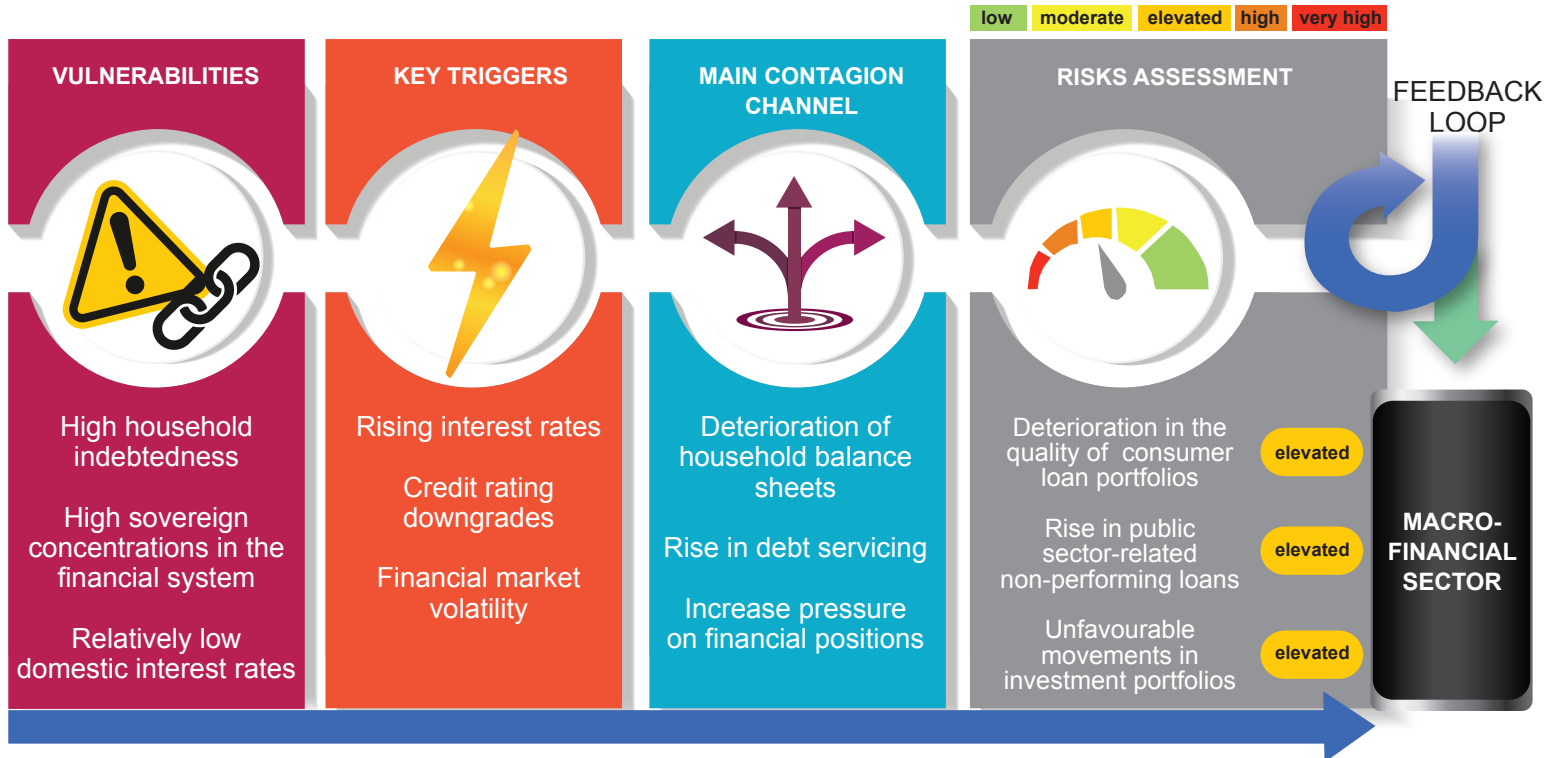 low moderate elevated high very high
VULNERABILITIES
High household
indebtedness
High sovereign
concentrations in the
financial system
Relatively low
domestic interest rates
KEY TRIGGERS
Rising interest rates
Credit rating
downgrades
Financial market
volatility
MAIN CONTAGION
CHANNEL
Deterioration of
household balance
sheets
Rise in debt servicing
Increase pressure
on financial positions
RISKS ASSESSMENT
Deterioration in the
quality of consumer
loan portfolios
elevated
Rise in public
sector-related
non-performing loans
elevated
Unfavourable
movements in
investment portfolios
elevated
FEEDBACK
LOOP
MACRO-
FINANCIAL
SECTOR